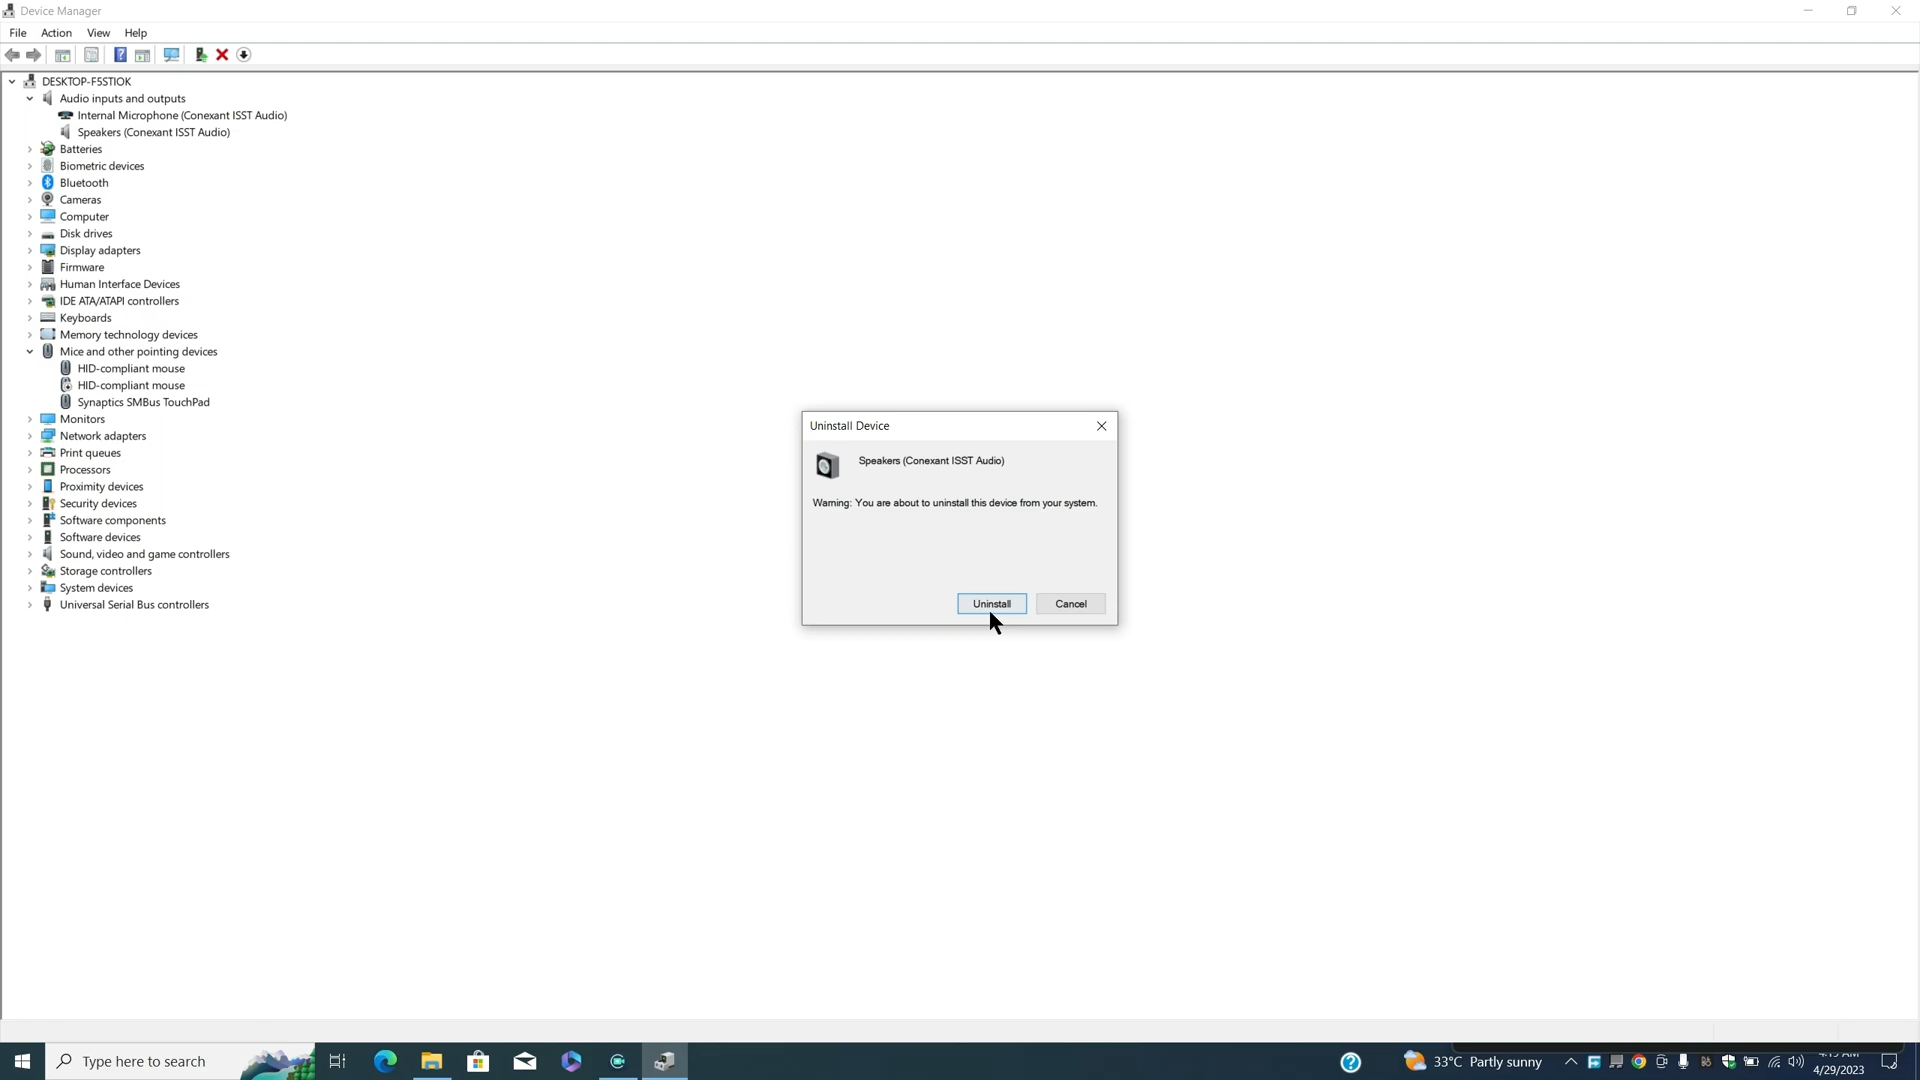 Device Manager
File Action View Help
DESKTOP-F5STIOK
Audio inputs and outputs
Internal Microphone (Conexant ISST Audio)
Speakers (Conexant ISST Audio)
Batteries
Biometric devices
Bluetooth
Cameras
Computer
Disk drives
Display adapters
Firmware
Human Interface Devices
IDE ATA/ATAPI controllers
Keyboards
Memory technology devices
Mice and other pointing devices
HID-compliant mouse
HID-compliant mouse
Synaptics SMBus TouchPad
Monitors
Network adapters
Print queues
Processors
Proximity devices
Security devices
Software components
Software devices
Sound, video and game controllers
Storage controllers
System devices
Universal Serial Bus controllers
Uninstall Device
Speakers (Conexant ISST Audio)
Warning: You are about to uninstall this device from your system.
Uninstall Cancel
Type here to search
33°C Partly sunny
4/29/2023